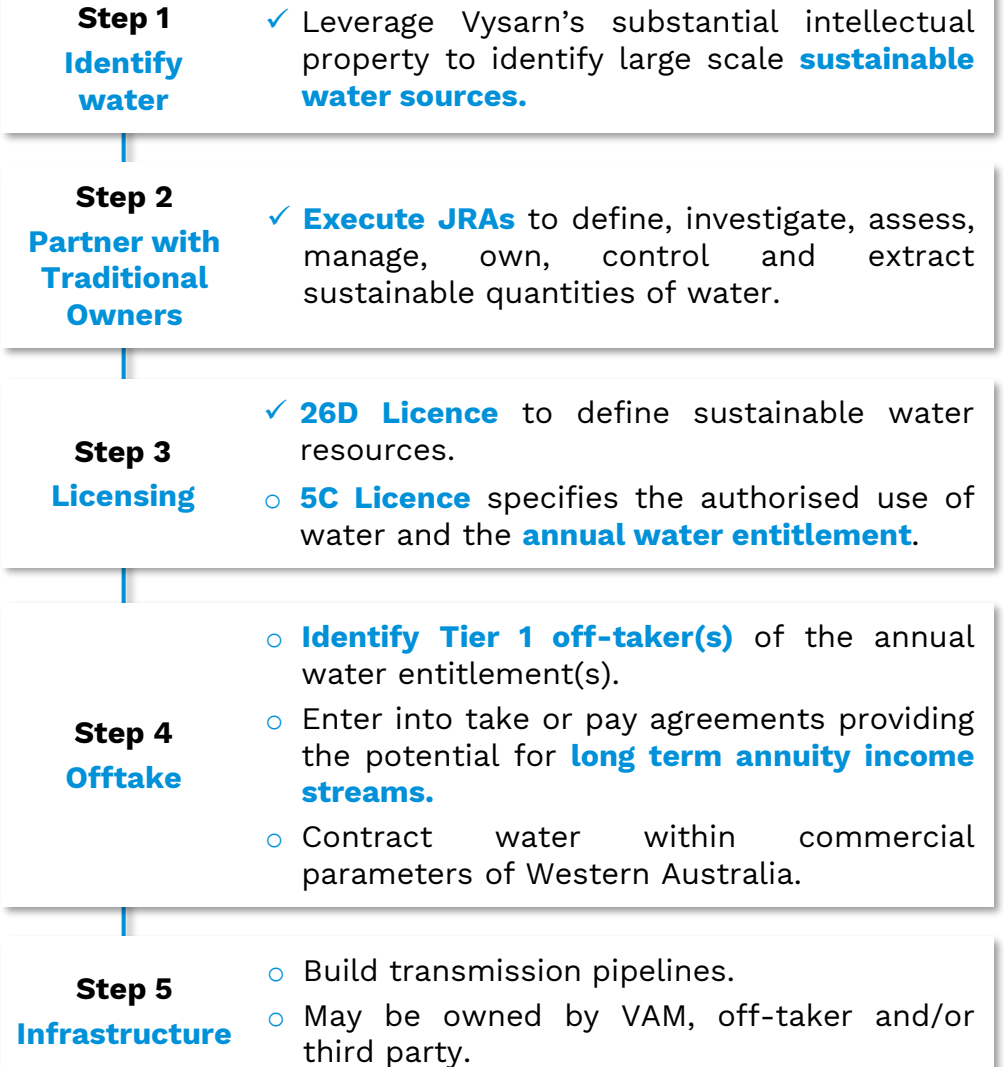 Step 1
Identify
water
✓ Leverage Vysarn’s substantial intellectual
property to identify large scale sustainable
water sources.
Step 2
Partner with
Traditional
Owners
✓ Execute JRAs to define, investigate, assess,
manage, own, control and extract
sustainable quantities of water.
Step 3
Licensing
✓ 26D Licence to define sustainable water
resources.
o 5C Licence specifies the authorised use of
water and the annual water entitlement.
Step 4
Offtake
o Identify Tier 1 off-taker(s) of the annual
water entitlement(s).
o Enter into take or pay agreements providing
the potential for long term annuity income
streams.
o Contract water within commercial
parameters of Western Australia.
Step 5
Infrastructure
o Build transmission pipelines.
o May be owned by VAM, off-taker and/or
third party.